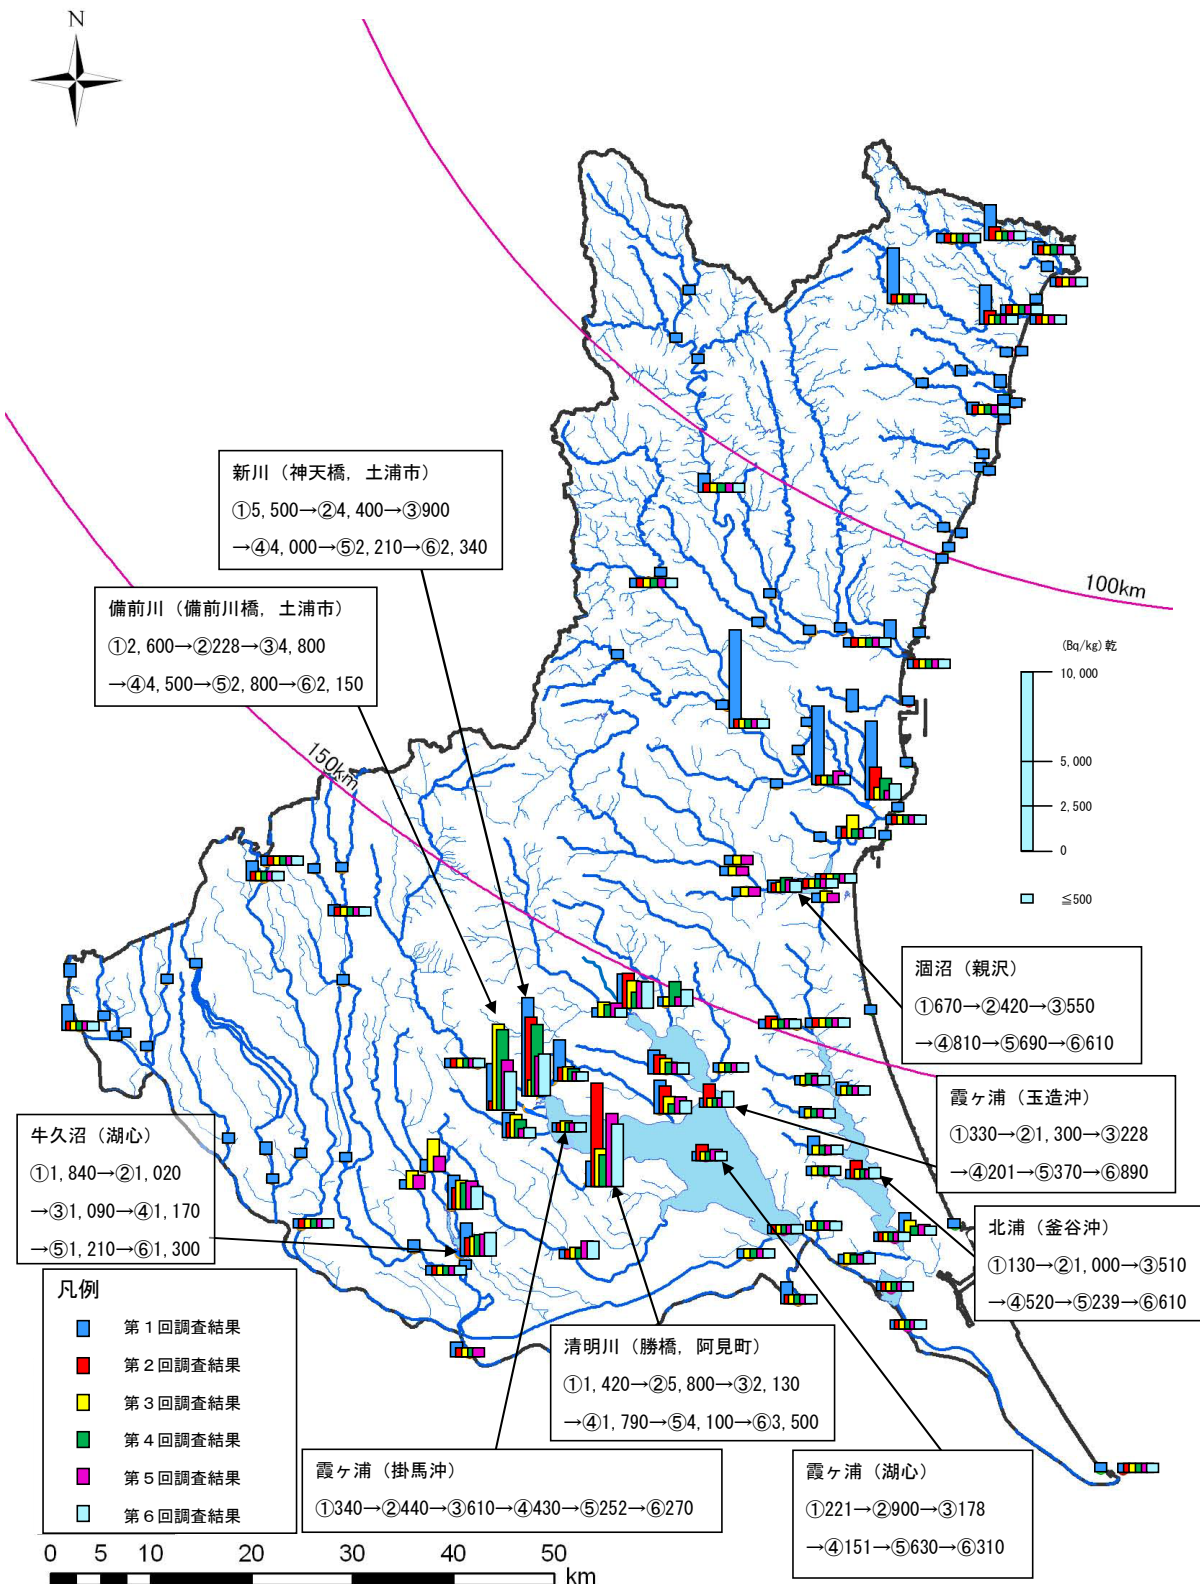 N
100km
150km
新川（神天橋，土浦市）
①5,500→②4,400→③900
→④4,000→⑤2,210→⑥2,340
備前川（備前川橋，土浦市）
①2,600→②228→③4,800
→④4,500→⑤2,800→⑥2,150
(Bq/kg)乾
10,000
5,000
2,500
0
≦500
涸沼（親沢）
①670→②420→③550
→④810→⑤690→⑥610
霞ヶ浦（玉造沖）
①330→②1,300→③228
→④201→⑤370→⑥890
牛久沼（湖心）
①1,840→②1,020
→③1,090→④1,170
→⑤1,210→⑥1,300
北浦（釜谷沖）
①130→②1,000→③510
→④520→⑤239→⑥610
清明川（勝橋，阿見町）
①1,420→②5,800→③2,130
→④1,790→⑤4,100→⑥3,500
霞ヶ浦（掛馬沖）
①340→②440→③610→④430→⑤252→⑥270
霞ヶ浦（湖心）
①221→②900→③178
→④151→⑤630→⑥310
凡例
第１回調査結果
第２回調査結果
第３回調査結果
第４回調査結果
第５回調査結果
第６回調査結果
0 5 10 20 30 40 50
km